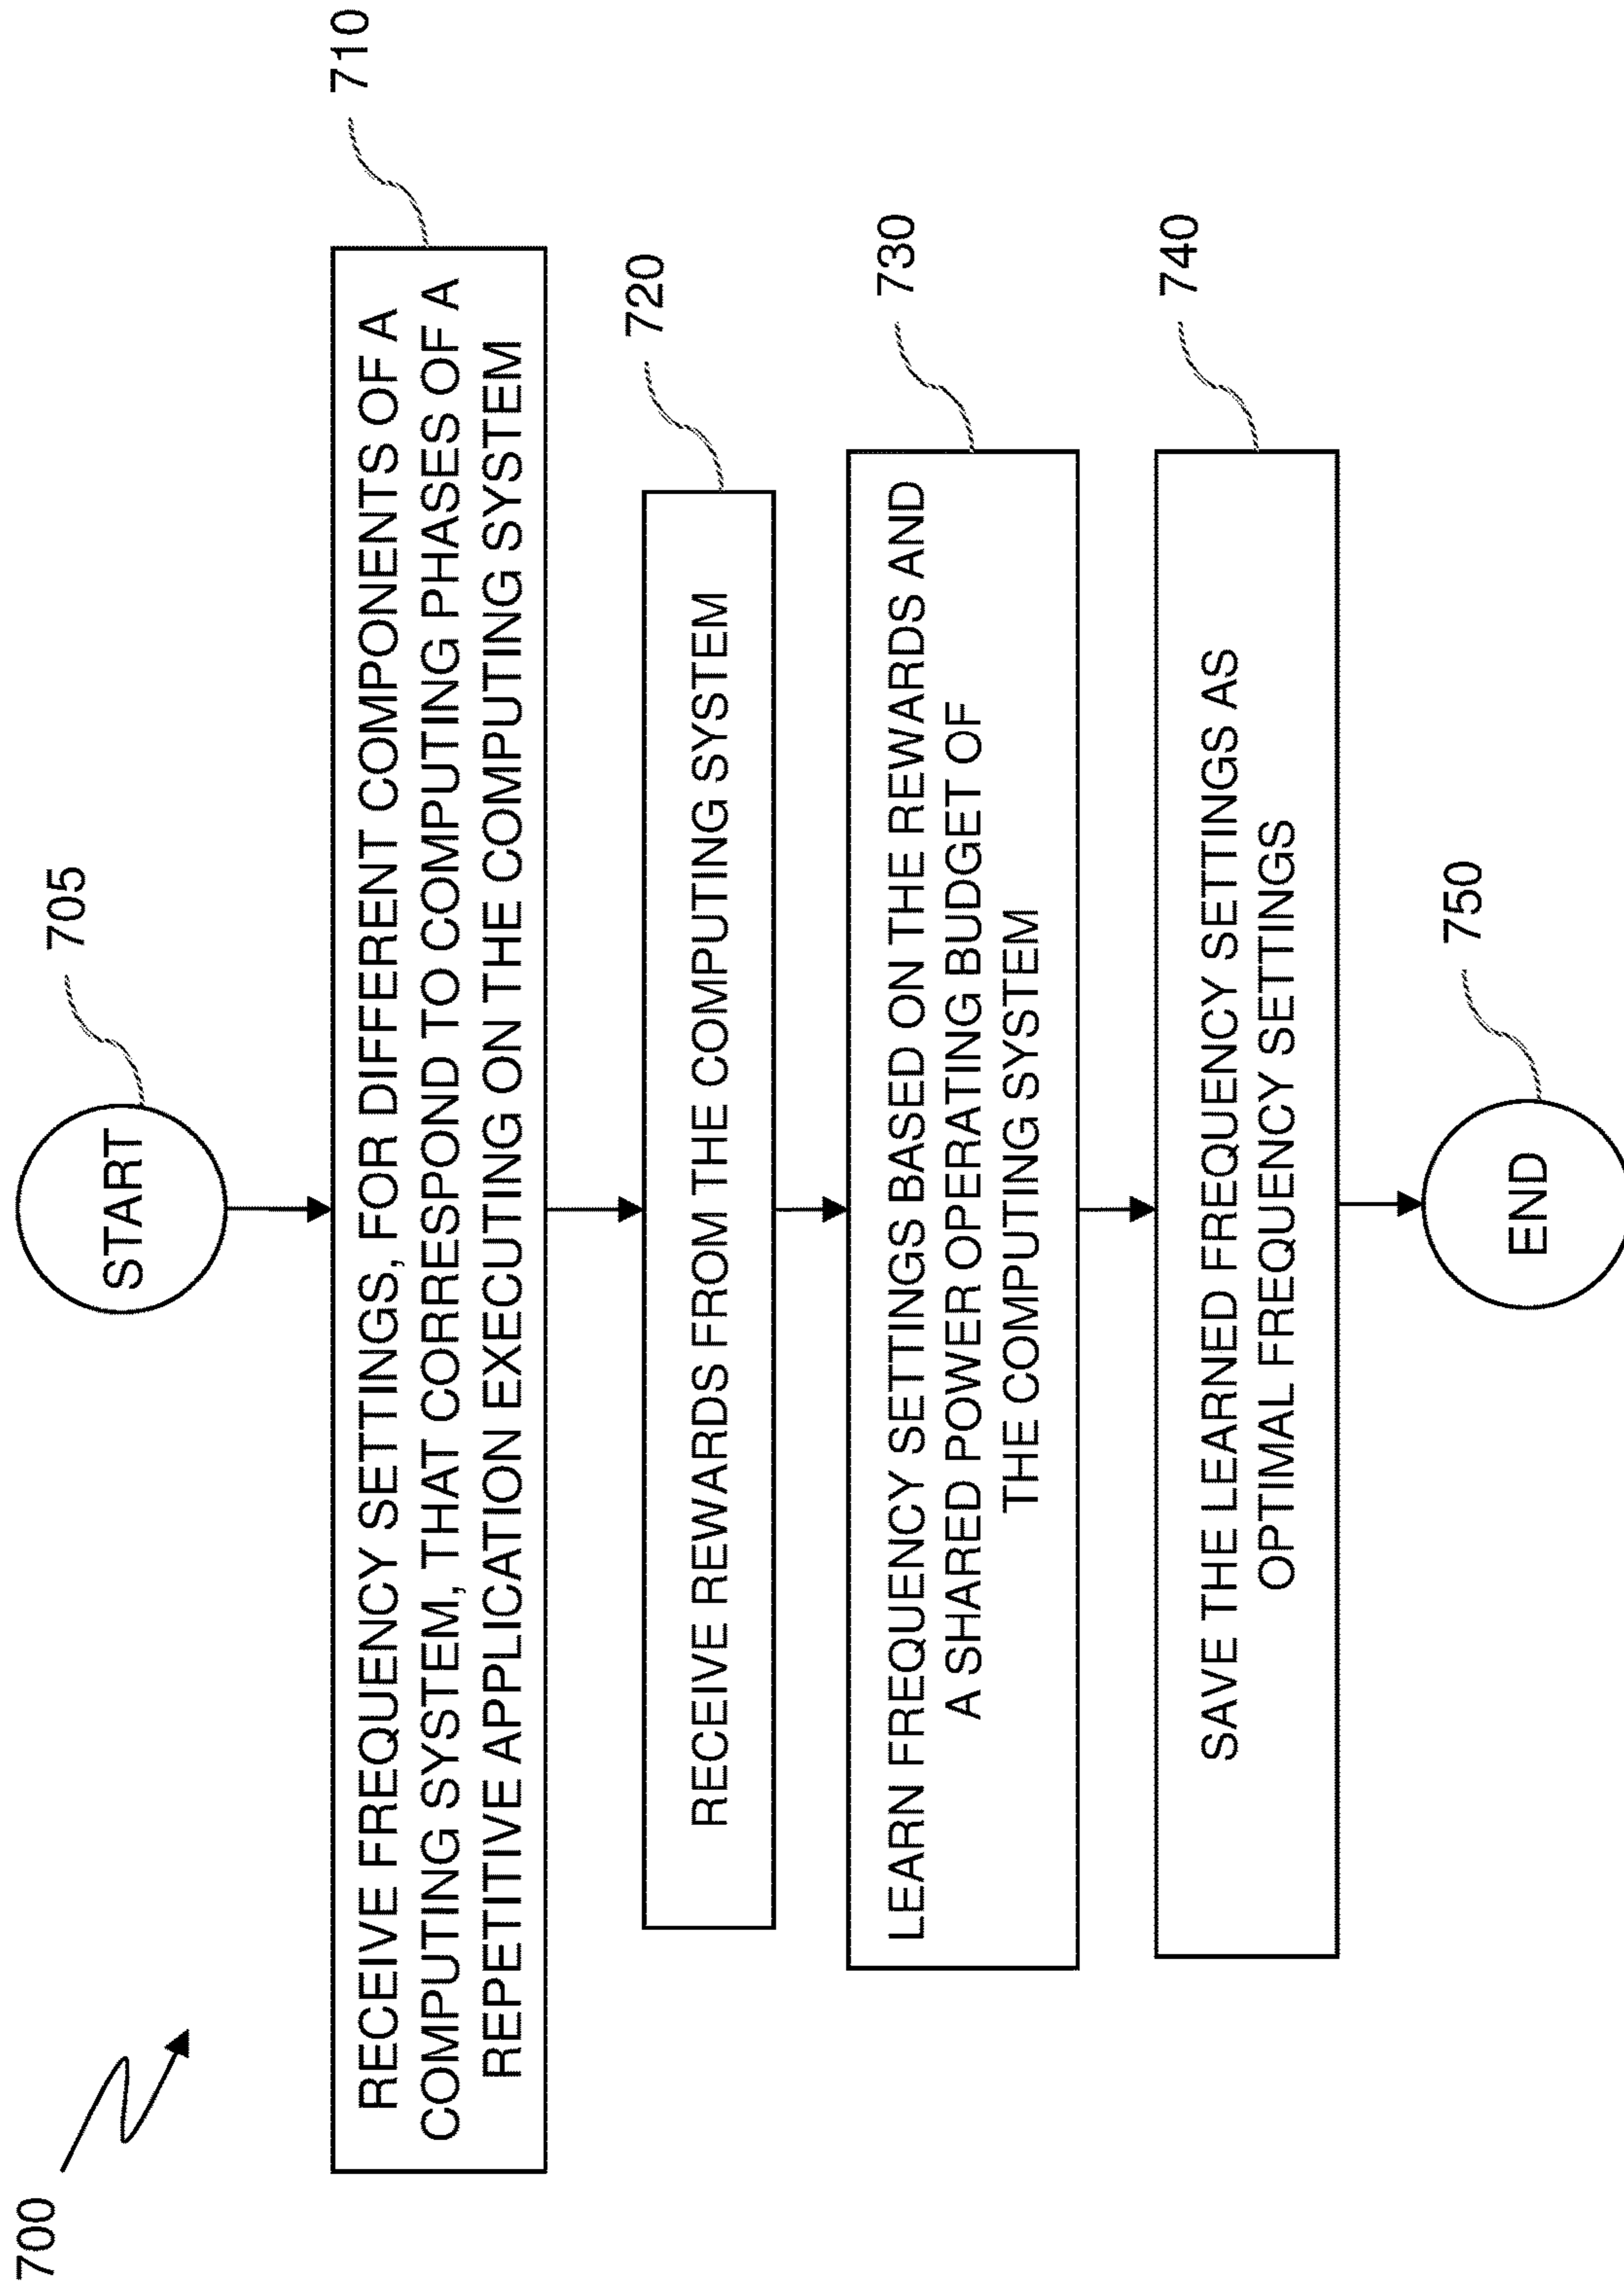 700
START
705
RECEIVE FREQUENCY SETTINGS, FOR DIFFERENT COMPONENTS OF A
COMPUTING SYSTEM, THAT CORRESPOND TO COMPUTING PHASES OF A
REPETITIVE APPLICATION EXECUTING ON THE COMPUTING SYSTEM
710
RECEIVE REWARDS FROM THE COMPUTING SYSTEM
720
LEARN FREQUENCY SETTINGS BASED ON THE REWARDS AND
A SHARED POWER OPERATING BUDGET OF
THE COMPUTING SYSTEM
730
SAVE THE LEARNED FREQUENCY SETTINGS AS
OPTIMAL FREQUENCY SETTINGS
740
END
750